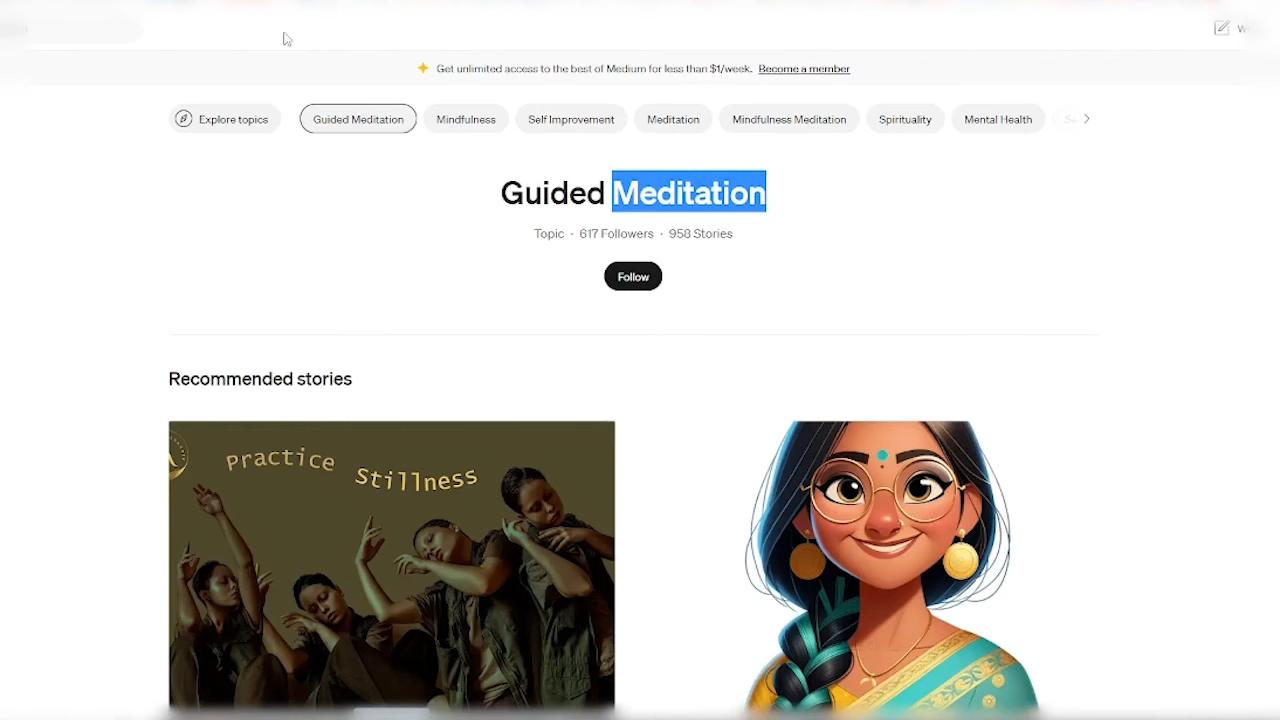 Get unlimited access to the best of Medium for less than $1/week. Become a member
Explore topics Guided Meditation Mindfulness Self Improvement Meditation Mindfulness Meditation Spirituality Mental Health
Guided Meditation
Topic · 617 Followers · 958 Stories
Follow
Recommended stories
Practice Stillness